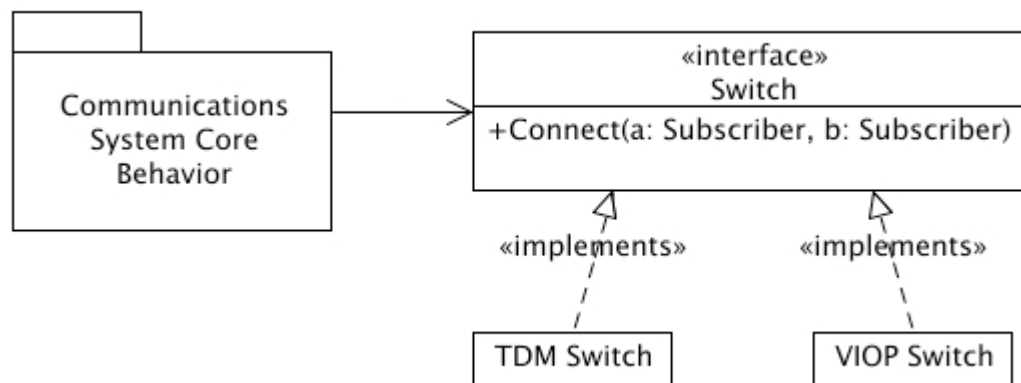 Communications
System Core
Behavior
«interface»
Switch
+Connect(a: Subscriber, b: Subscriber)
«implements»
«implements»
TDM Switch
VIOP Switch